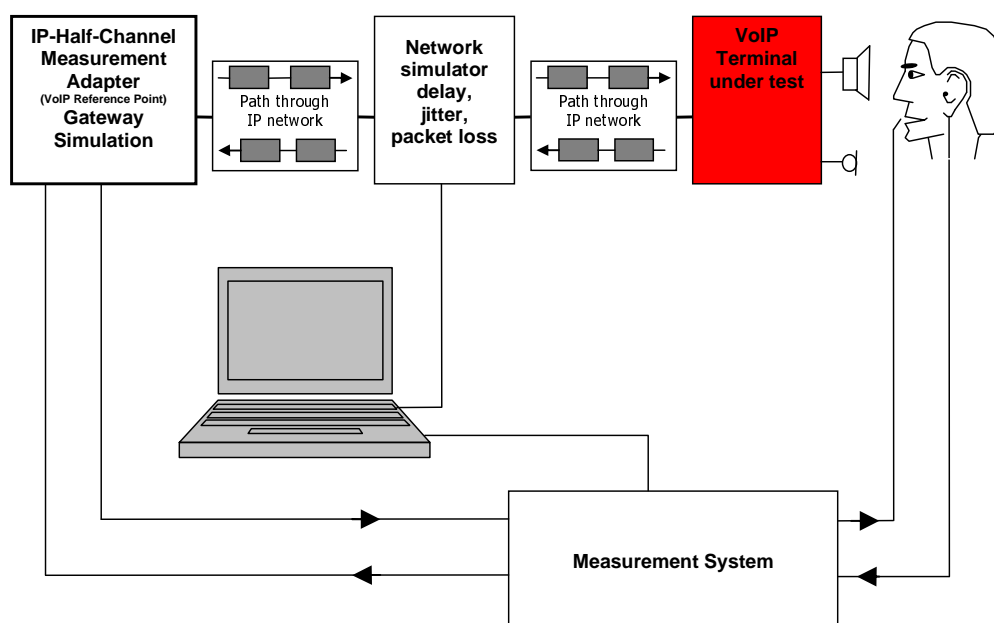 IP-Half-Channel
Measurement
Adapter
(VoIP Reference Point)
Gateway
Simulation
Path through
IP network
Network
simulator
delay,
jitter,
packet loss
Path through
IP network
VoIP
Terminal
under test
Measurement System